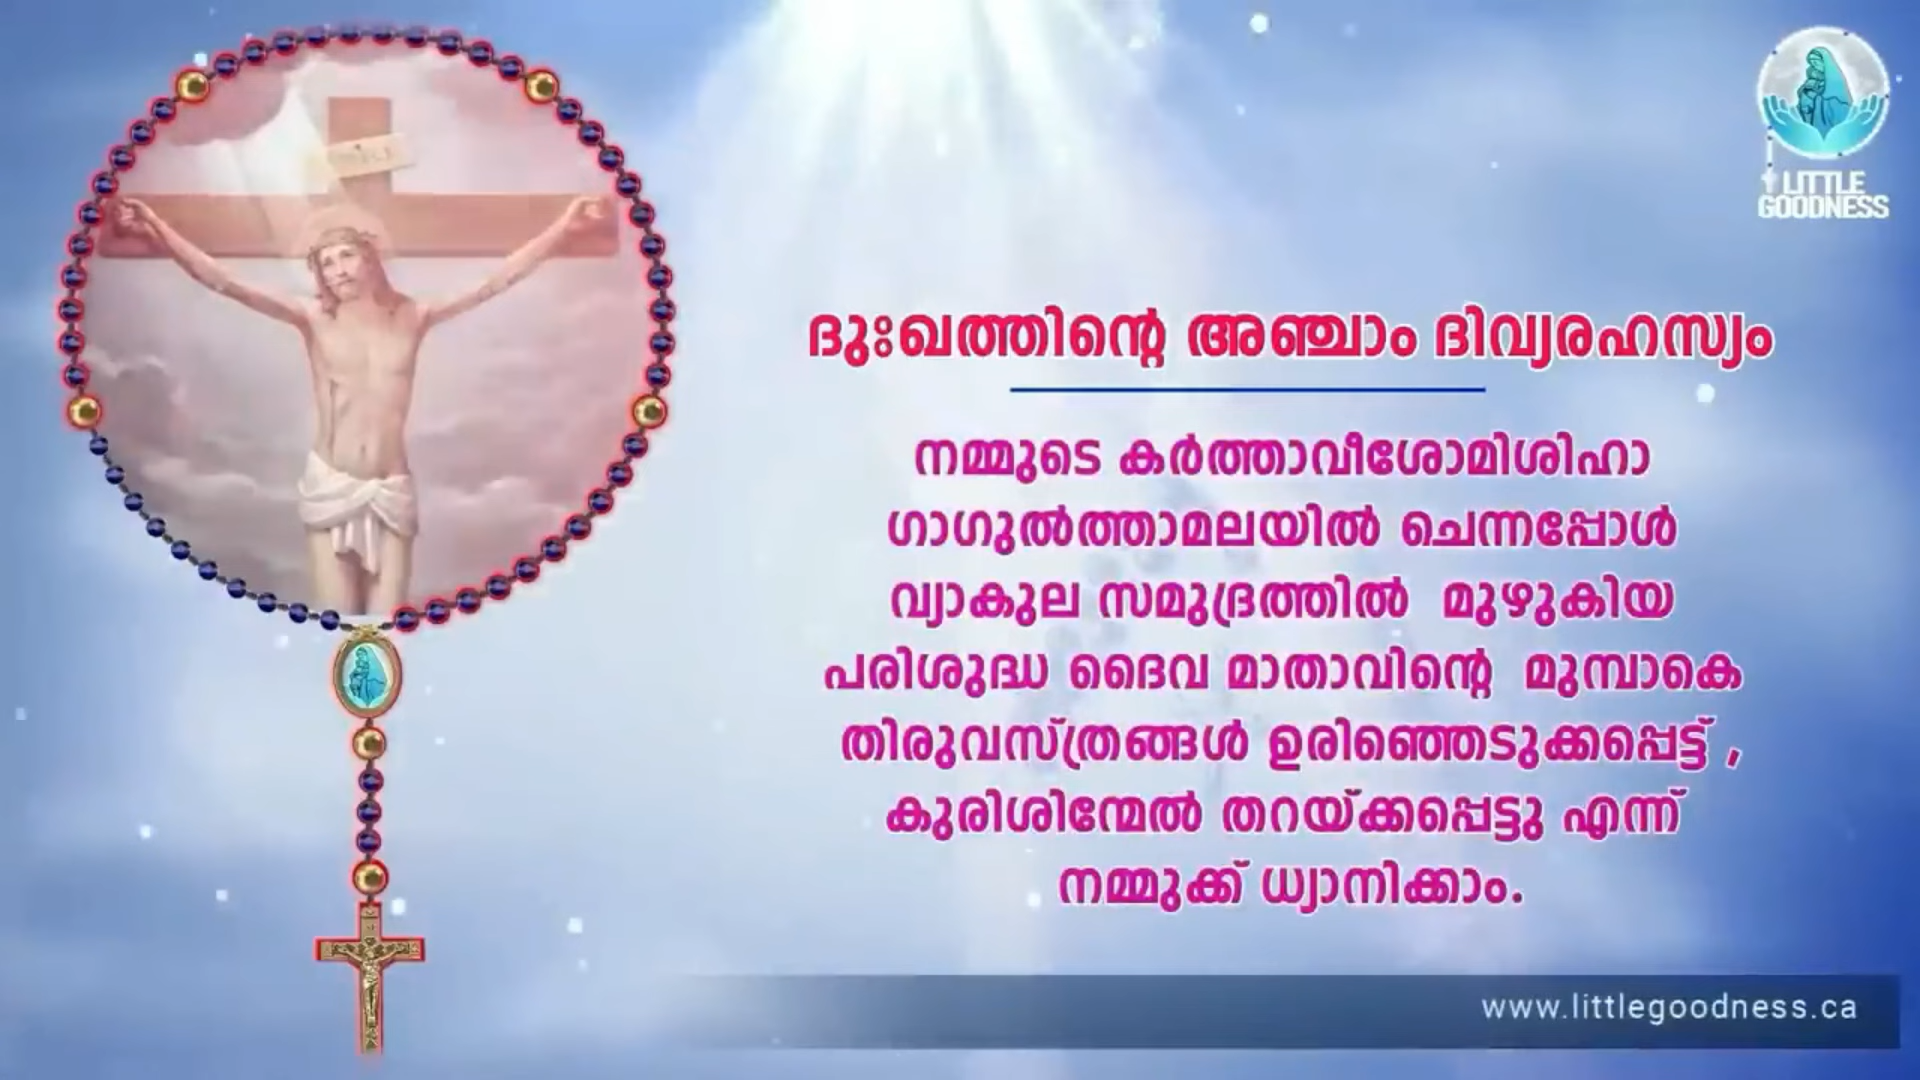 LITTLE
GOODNESS
ദുഃഖത്തിന്റെ അഞ്ചാം ദിവ്യരഹസ്യം
നമ്മുടെ കർത്താവീശോമിശിഹാ
ഗാഗുൽത്താമലയിൽ ചെന്നപ്പോൾ
വ്യാകുല സമുദ്രത്തിൽ മുഴുകിയ
പരിശുദ്ധ ദൈവ മാതാവിന്റെ മുമ്പാകെ
തിരുവസ്ത്രങ്ങൾ ഉരിഞ്ഞെടുക്കപ്പെട്ട് ,
കുരിശിന്മേൽ തറയ്ക്കപ്പെട്ടു എന്ന്
നമ്മുക്ക് ധ്യാനിക്കാം.
www.littlegoodness.ca